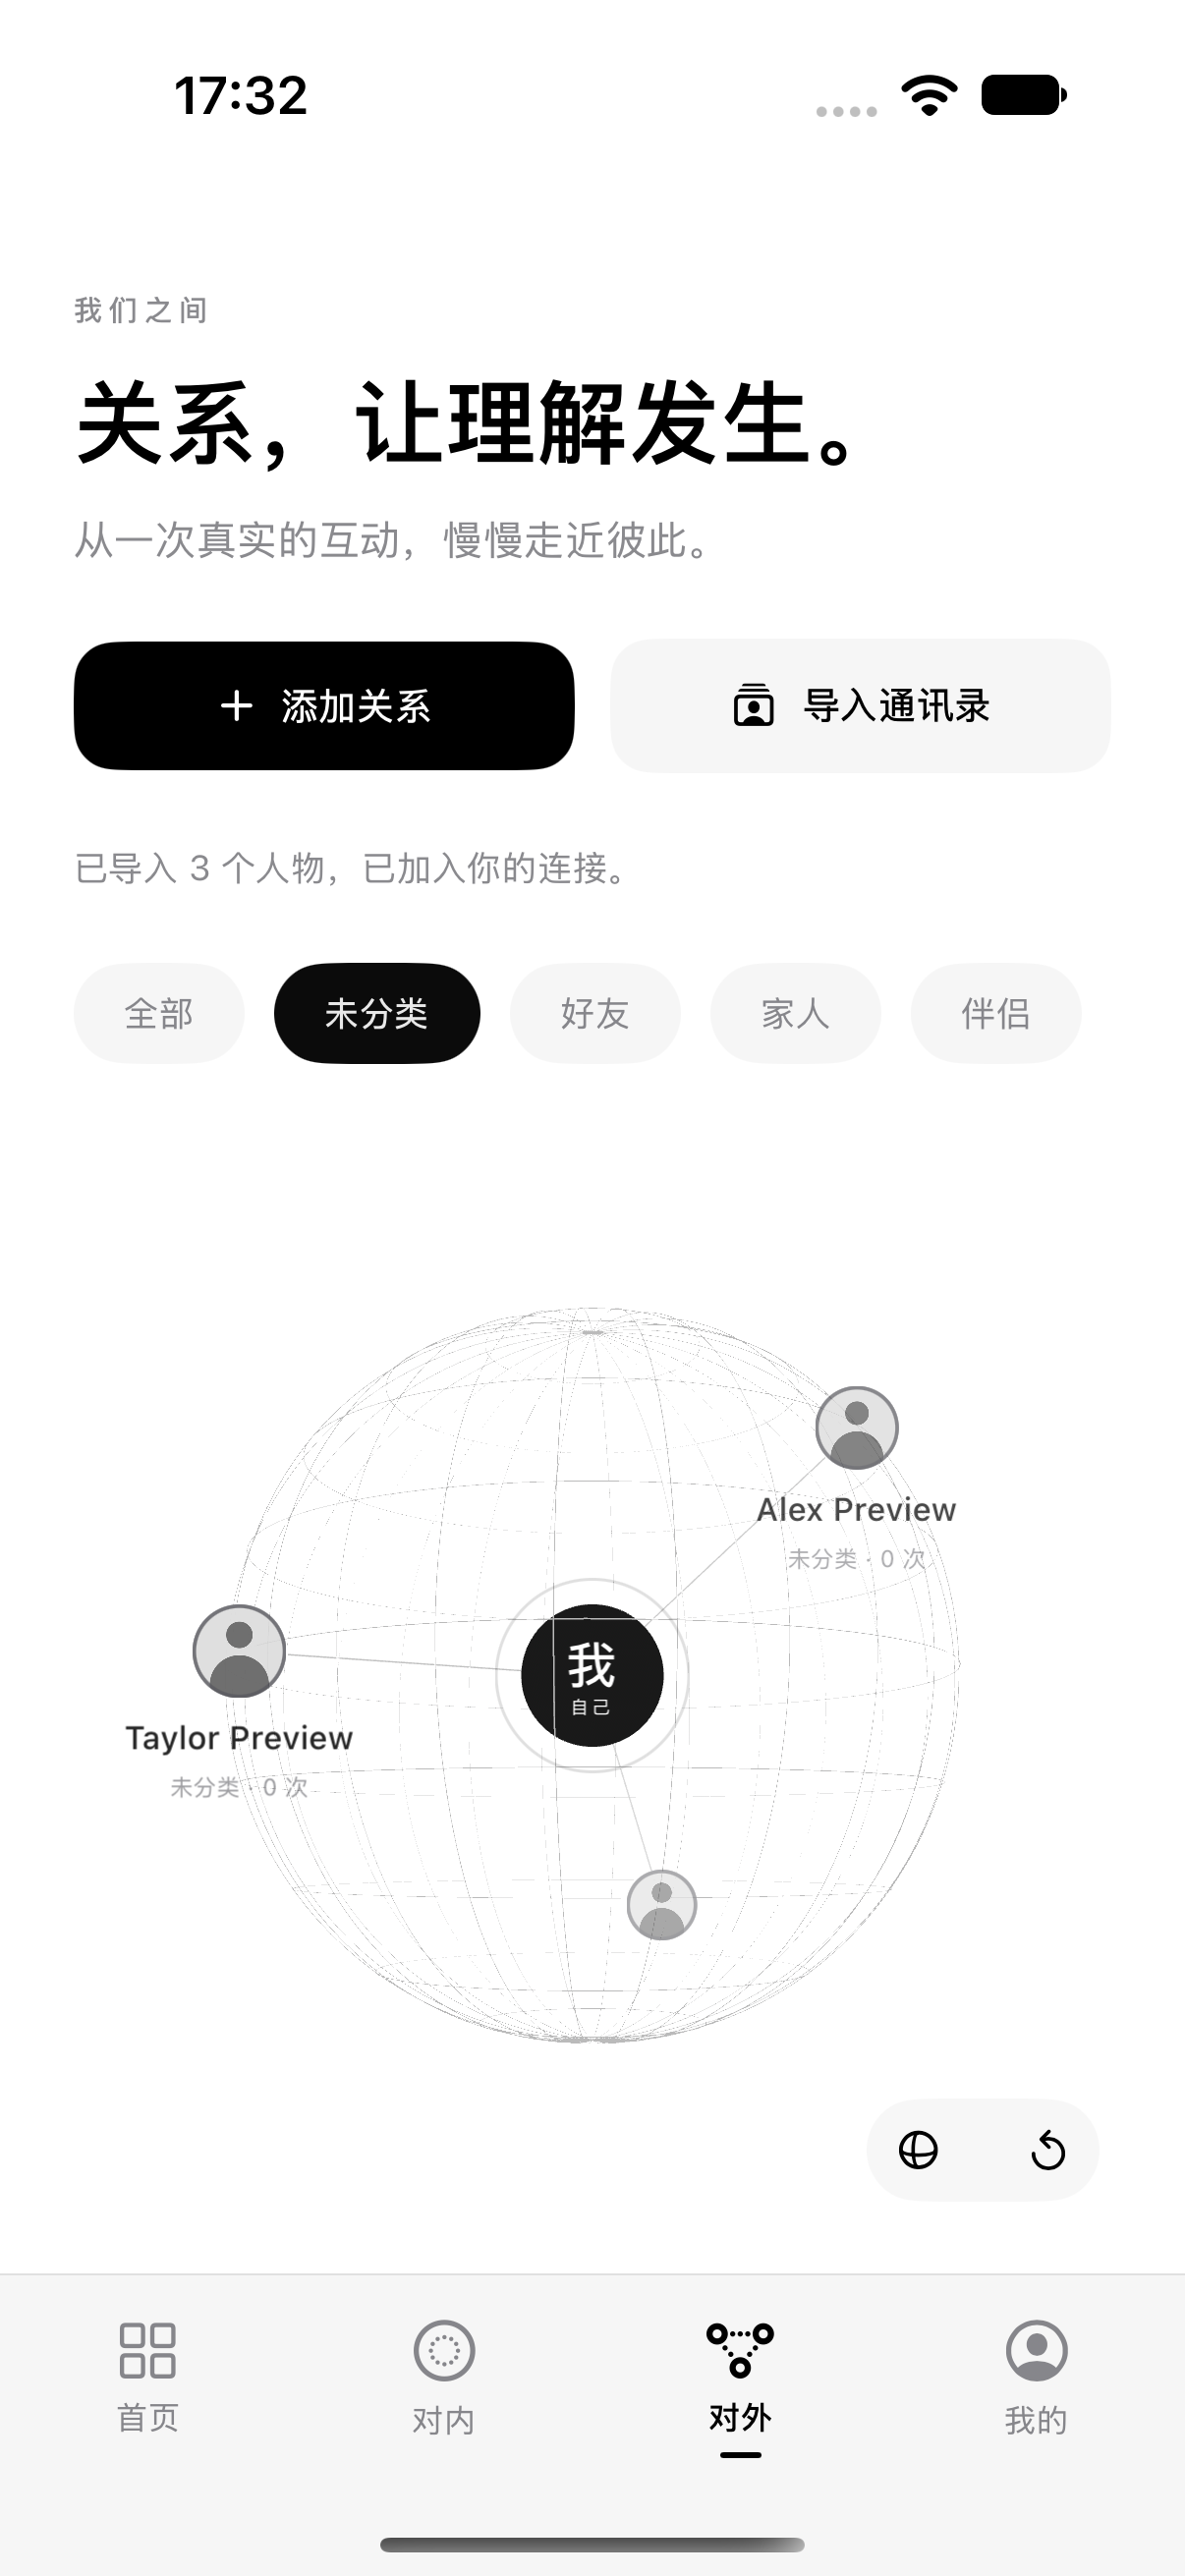 17:32
我们之间
关系，让理解发生。
从一次真实的互动，慢慢走近彼此。
添加关系
导入通讯录
已导入 3 个人物，已加入你的连接。
全部
未分类
好友
家人
伴侣
Alex Preview
未分类 · 0 次
我
自己
Taylor Preview
未分类 · 0 次
首页
对内
对外
我的